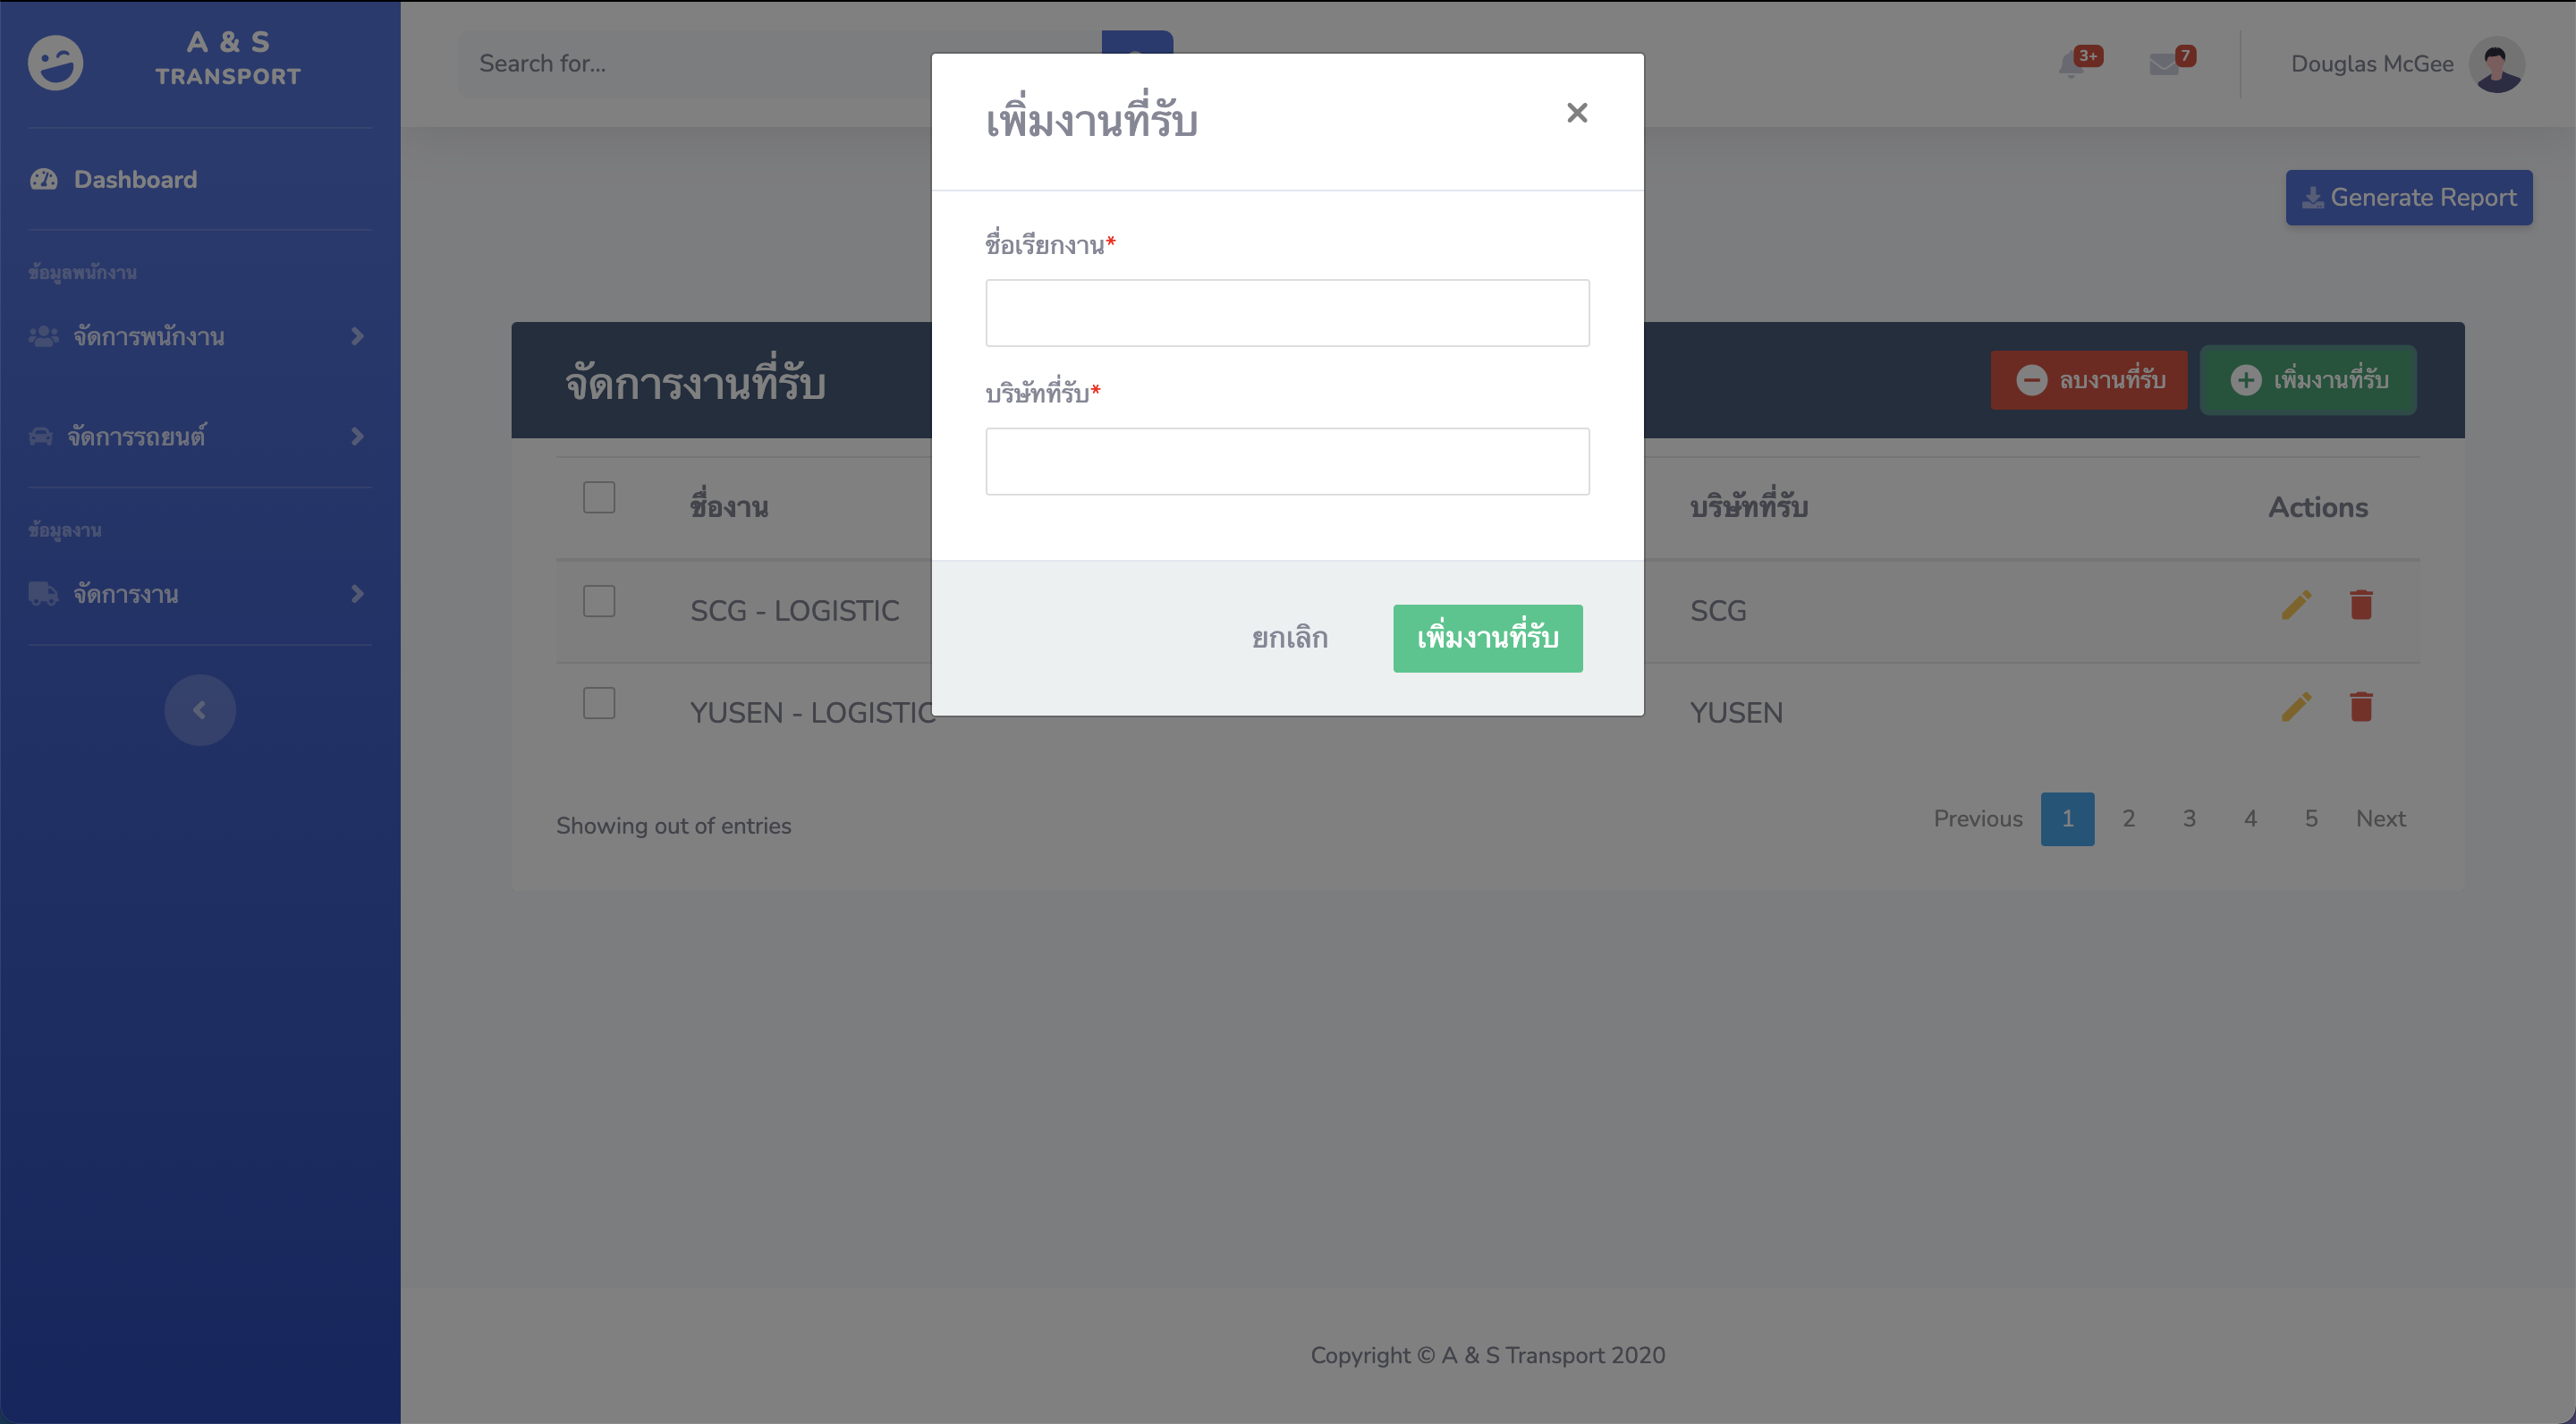 A & S
TRANSPORT
Dashboard
ข้อมูลพนักงาน
จัดการพนักงาน
จัดการรถยนต์
ข้อมูลงาน
จัดการงาน
Search for...
3+
7
Douglas McGee
Generate Report
จัดการงานที่รับ
ลบงานที่รับ
เพิ่มงานที่รับ
ชื่องาน
บริษัทที่รับ
Actions
SCG - LOGISTIC
SCG
YUSEN - LOGISTIC
YUSEN
Showing out of entries
Previous 1 2 3 4 5 Next
เพิ่มงานที่รับ
ชื่อเรียกงาน*
บริษัทที่รับ*
ยกเลิก
เพิ่มงานที่รับ
Copyright © A & S Transport 2020